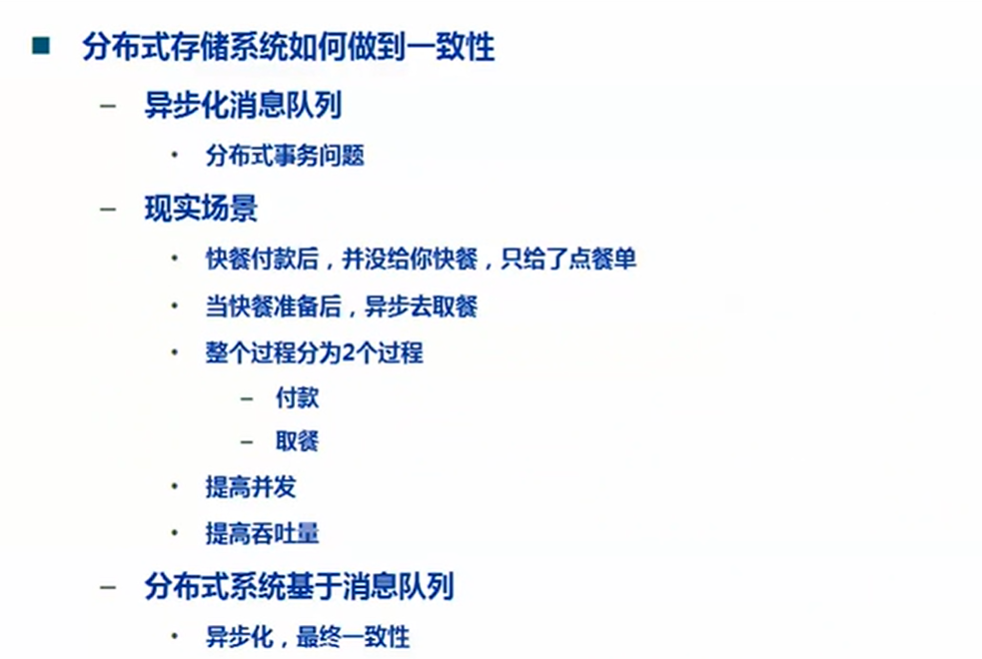 分布式存储系统如何做到一致性
– 异步化消息队列
• 分布式事务问题
– 现实场景
• 快餐付款后，并没给你快餐，只给了点餐单
• 当快餐准备后，异步去取餐
• 整个过程分为2个过程
– 付款
– 取餐
• 提高并发
• 提高吞吐量
– 分布式系统基于消息队列
• 异步化，最终一致性